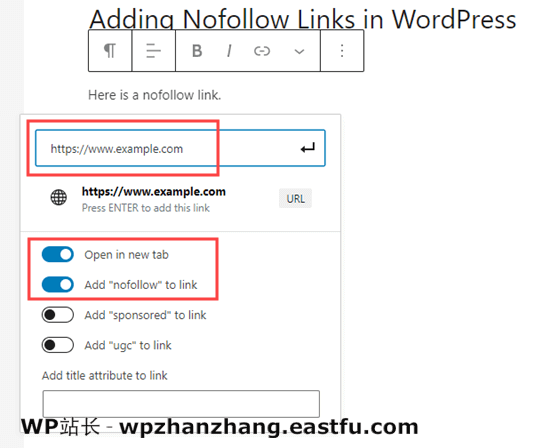 Adding Nofollow Links in WordPress
B I
Here is a nofollow link.
https://www.example.com
https://www.example.com
Press ENTER to add this link
URL
Open in new tab
Add "nofollow" to link
Add "sponsored" to link
Add "ugc" to link
Add title attribute to link
WP站长 - wpzhanzhang.eastfu.com